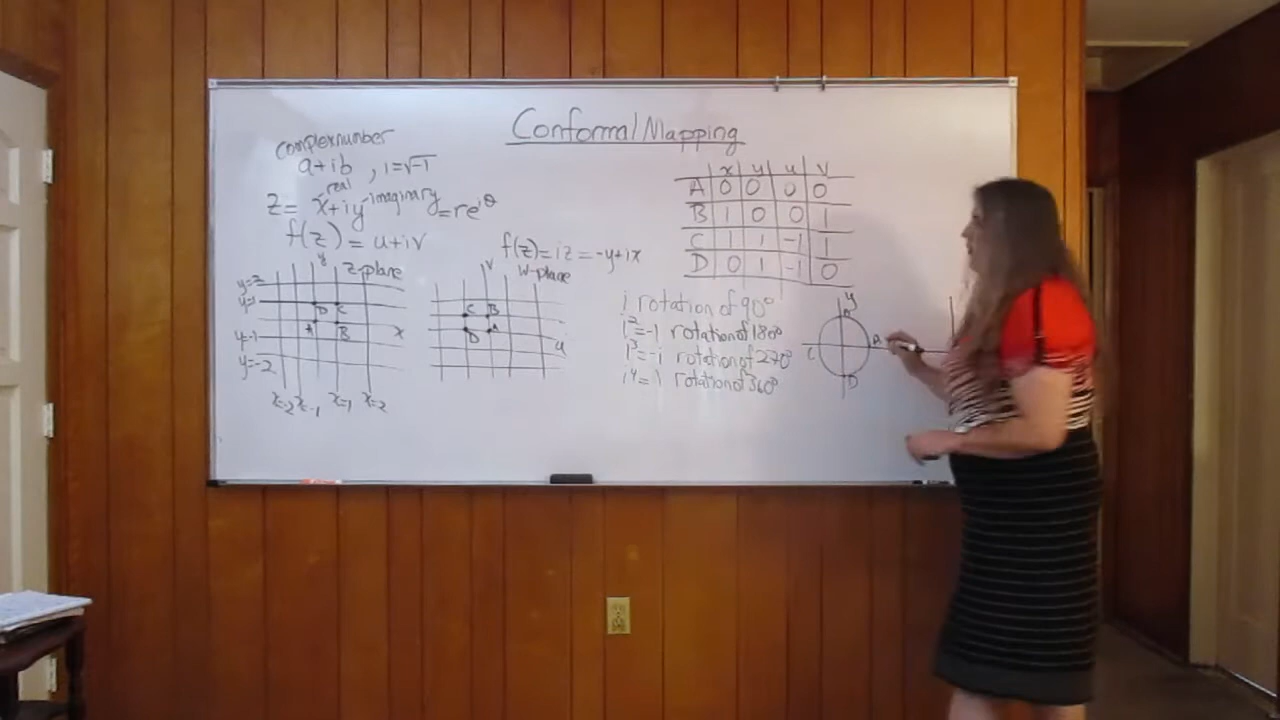 Conformal Mapping
complex number
a+ib , i=√-1
real
imaginary
z= x+iy =re^iθ
f(z) = u+iv
y
z-plane
y=2
y=1
D C
A B
x
y=-1
y=-2
x=-2 x=-1 x=1 x=2
f(z)=iz=-y+ix
v
w-plane
C B
D A
u
x y u v
A 0 0 0 0
B 1 0 0 1
C 1 1 -1 1
D 0 1 -1 0
i rotation of 90°
i²=-1 rotation of 180°
i³=-i rotation of 270°
i⁴=1 rotation of 360°
y
A
C
D